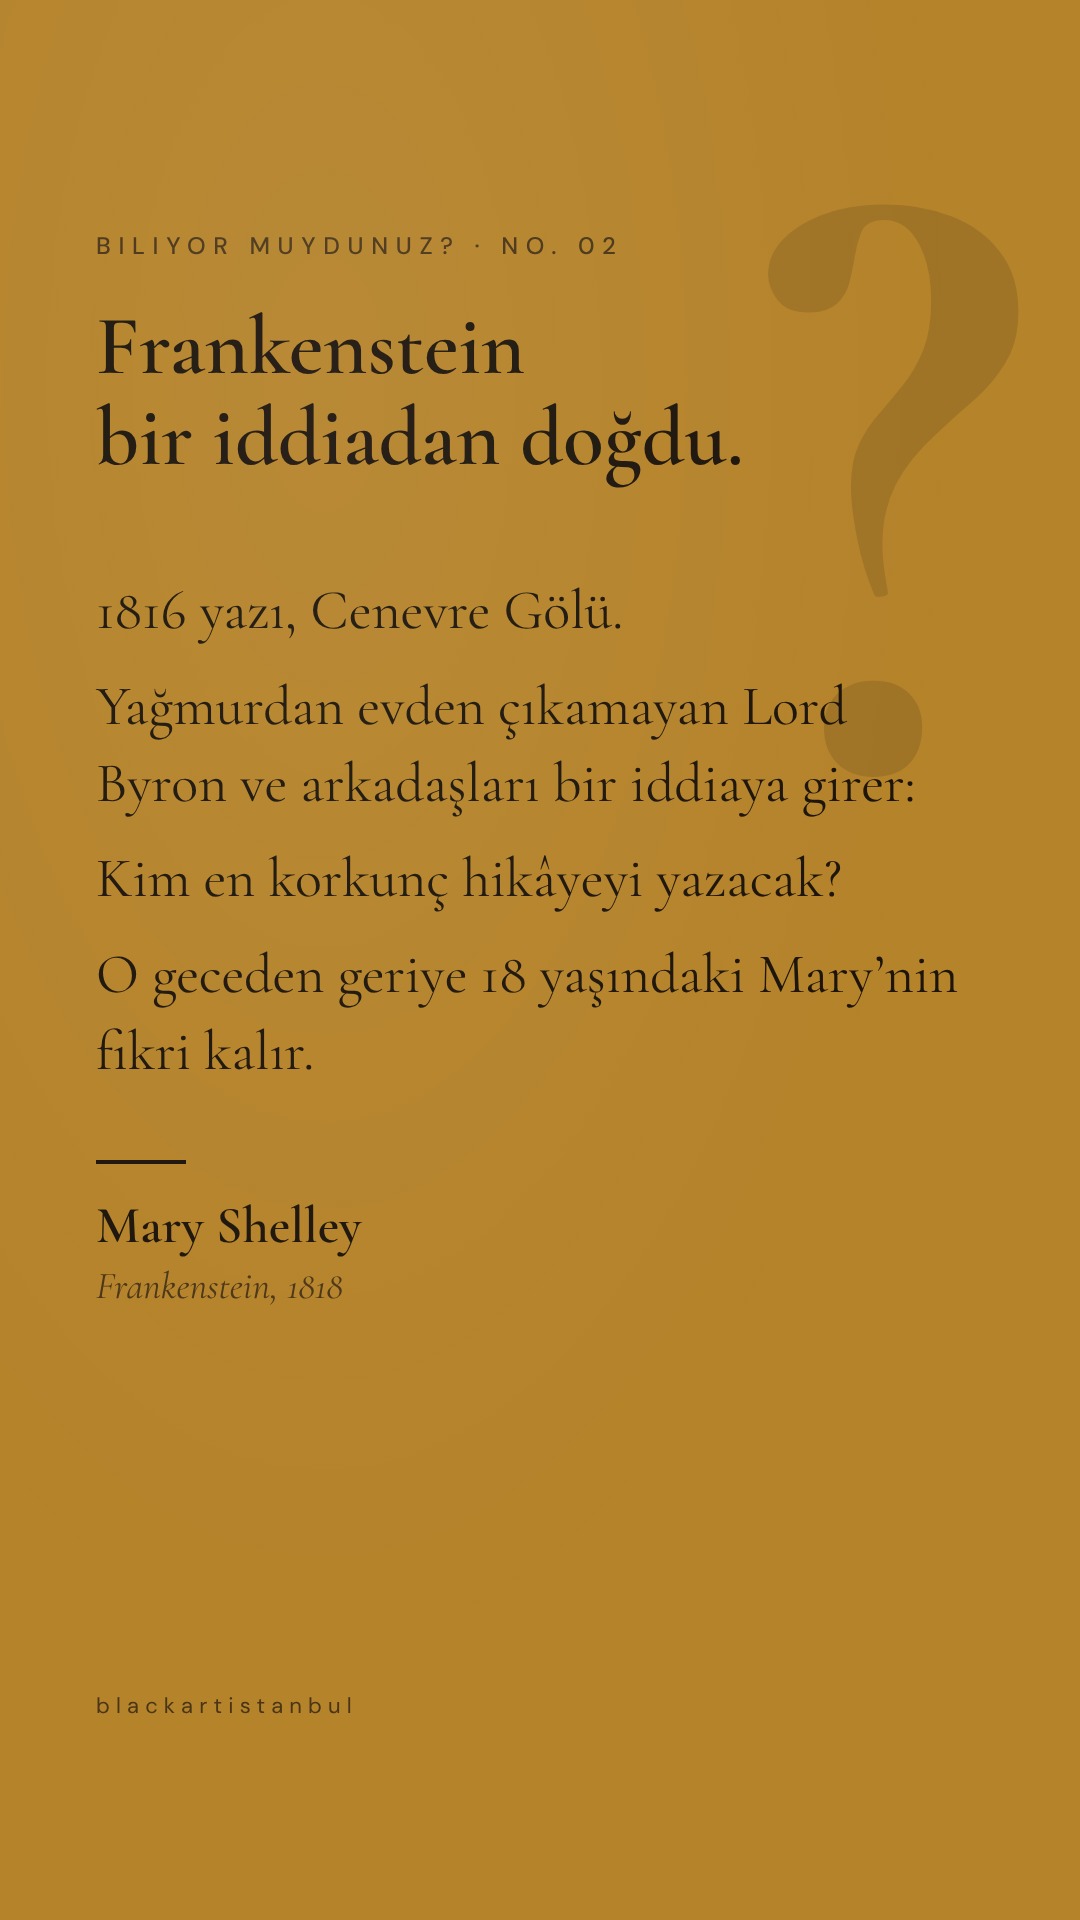 BILIYOR MUYDUNUZ? · NO. 02
Frankenstein
bir iddiadan doğdu.
?
1816 yazı, Cenevre Gölü.
Yağmurdan evden çıkamayan Lord
Byron ve arkadaşları bir iddiaya girer:
Kim en korkunç hikâyeyi yazacak?
O geceden geriye 18 yaşındaki Mary’nin
fikri kalır.
Mary Shelley
Frankenstein, 1818
blackartistanbul